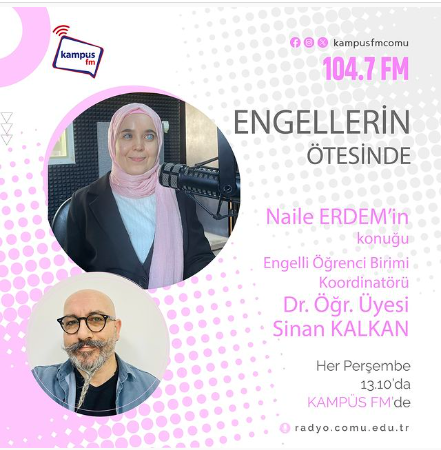 kampus
fm
kampusfmcomu
104.7 FM
ENGELLERİN
ÖTESİNDE
Naile ERDEM'in
konuğu
Engelli Öğrenci Birimi
Koordinatörü
Dr. Öğr. Üyesi
Sinan KALKAN
Her Perşembe
13.10'da
KAMPÜS FM'de
radyo.comu.edu.tr